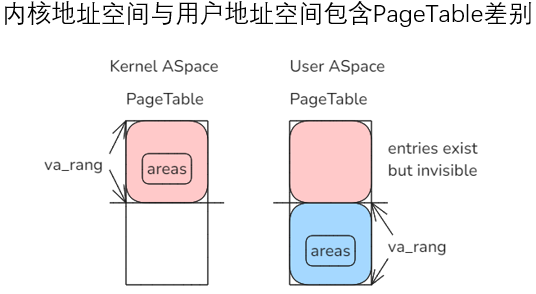 内核地址空间与用户地址空间包含PageTable差别
Kernel ASpace
User ASpace
PageTable
PageTable
va_rang
areas
entries exist
but invisible
areas
va_rang